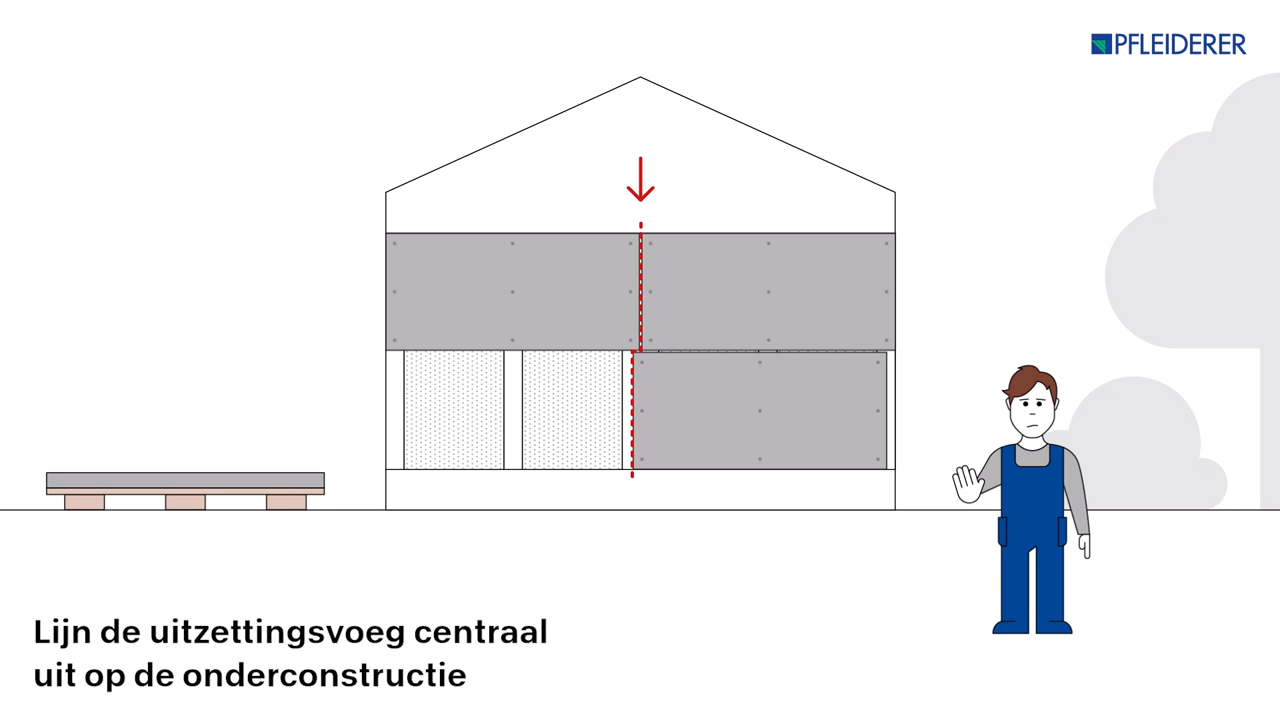 PFLEIDERER
Lijn de uitzettingsvoeg centraal
uit op de onderconstructie